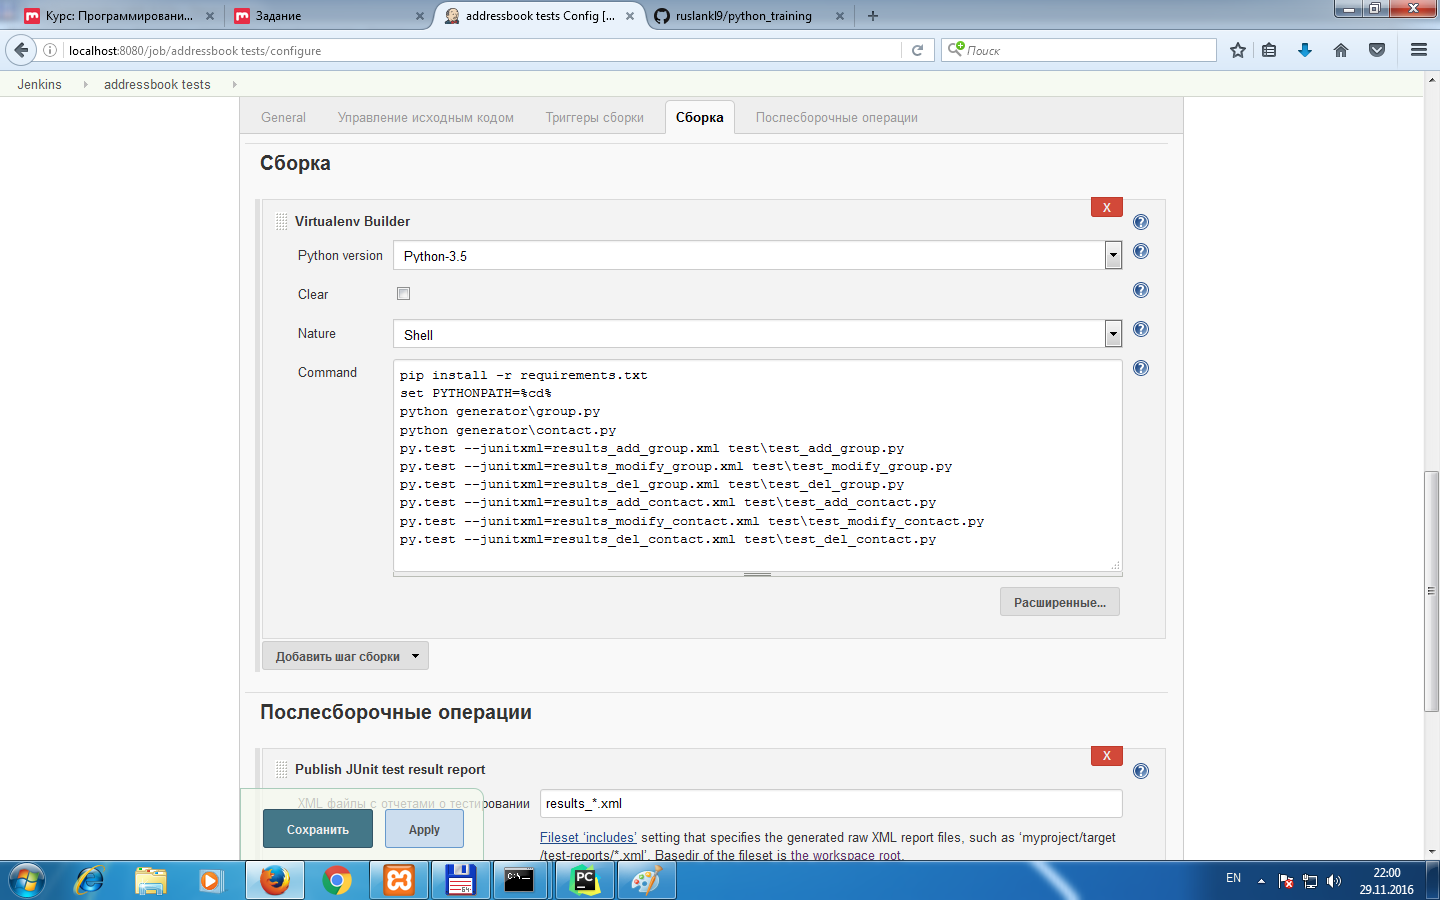 Курс: Программировани...
Задание
addressbook tests Config [...
ruslankl9/python_training
localhost:8080/job/addressbook tests/configure
Поиск
Jenkins
addressbook tests
General
Управление исходным кодом
Триггеры сборки
Сборка
Послесборочные операции
Сборка
X
Virtualenv Builder
Python version
Python-3.5
Clear
Nature
Shell
Command
pip install -r requirements.txt
set PYTHONPATH=%cd%
python generator\group.py
python generator\contact.py
py.test --junitxml=results_add_group.xml test\test_add_group.py
py.test --junitxml=results_modify_group.xml test\test_modify_group.py
py.test --junitxml=results_del_group.xml test\test_del_group.py
py.test --junitxml=results_add_contact.xml test\test_add_contact.py
py.test --junitxml=results_modify_contact.xml test\test_modify_contact.py
py.test --junitxml=results_del_contact.xml test\test_del_contact.py
Расширенные...
Добавить шаг сборки
Послесборочные операции
X
Publish JUnit test result report
XML файлы с отчетами о тестировании
results_*.xml
Сохранить
Apply
Fileset ‘includes’ setting that specifies the generated raw XML report files, such as ‘myproject/target
/test-reports/*.xml’. Basedir of the fileset is the workspace root.
EN
22:00
29.11.2016